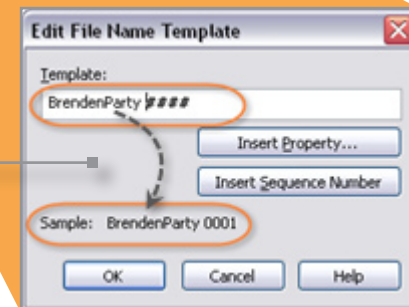 Edit File Name Template
Template:
BrendenParty ####
Insert Property...
Insert Sequence Number
Sample: BrendenParty 0001
OK Cancel Help